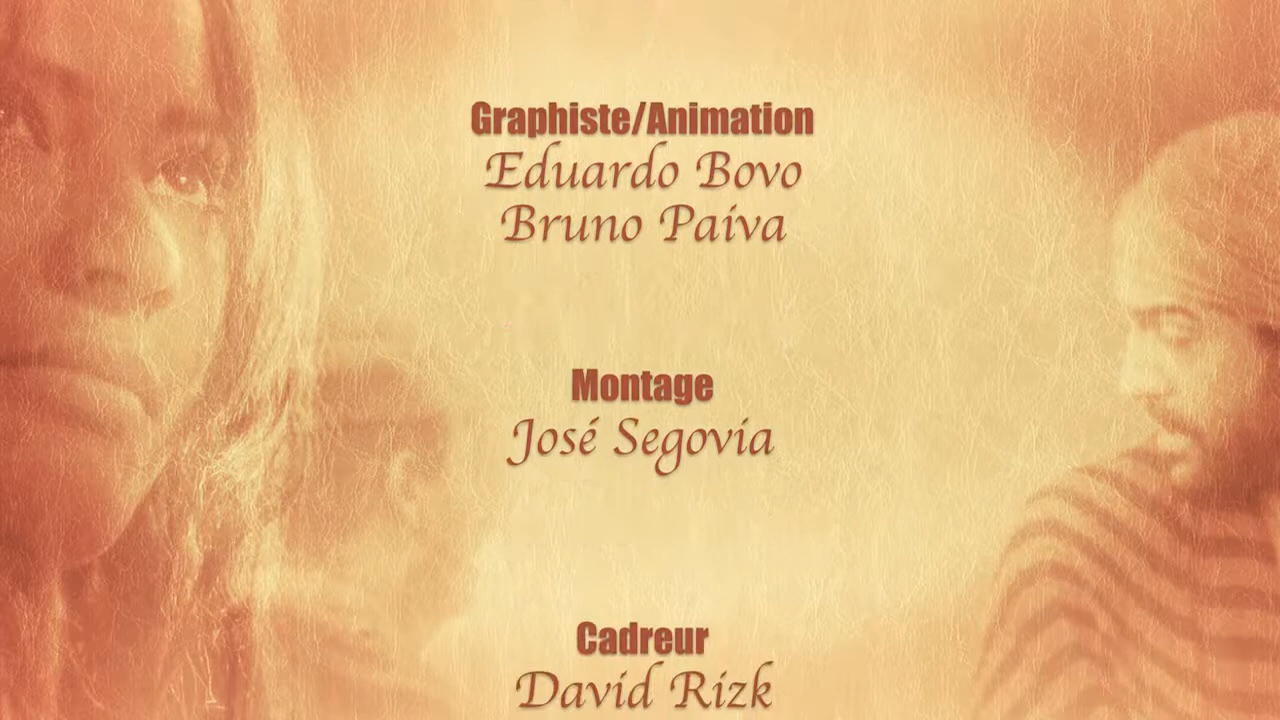 Graphiste/Animation
Eduardo Bovo
Bruno Paiva
Montage
José Segovia
Cadreur
David Rizk